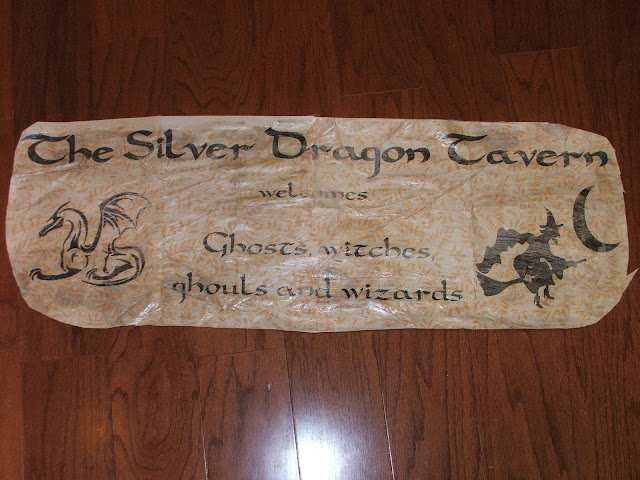 The Silver Dragon Tavern
welcomes
Ghosts, witches,
ghouls and wizards